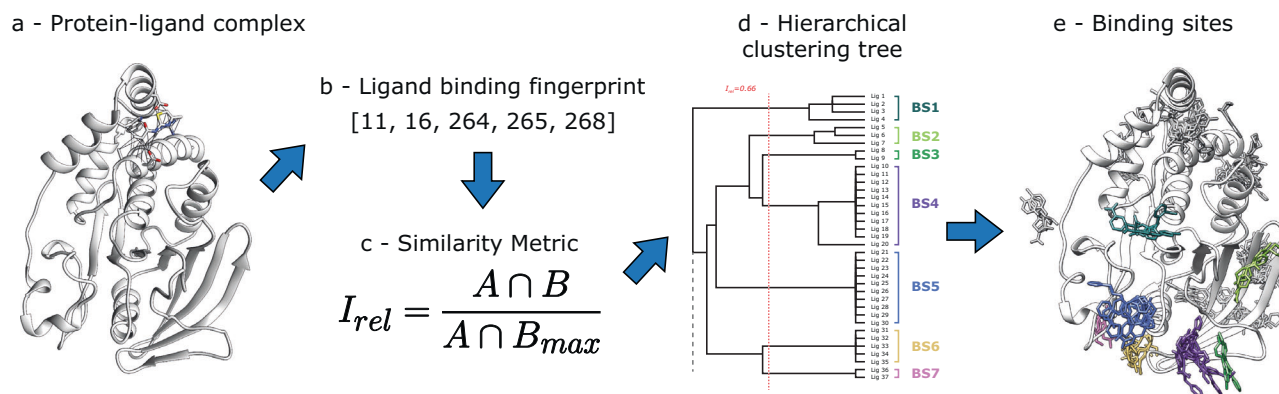 a - Protein-ligand complex
b - Ligand binding fingerprint
[11, 16, 264, 265, 268]
c - Similarity Metric
I_rel = A ∩ B / A ∩ B_max
d - Hierarchical
clustering tree
I_rel=0.66
Lig 1
Lig 2
Lig 3
Lig 4
Lig 5
Lig 6
Lig 7
Lig 8
Lig 9
Lig 10
Lig 11
Lig 12
Lig 13
Lig 14
Lig 15
Lig 16
Lig 17
Lig 18
Lig 19
Lig 20
Lig 21
Lig 22
Lig 23
Lig 24
Lig 25
Lig 26
Lig 27
Lig 28
Lig 29
Lig 30
Lig 31
Lig 32
Lig 33
Lig 34
Lig 35
Lig 36
Lig 37
BS1
BS2
BS3
BS4
BS5
BS6
BS7
e - Binding sites